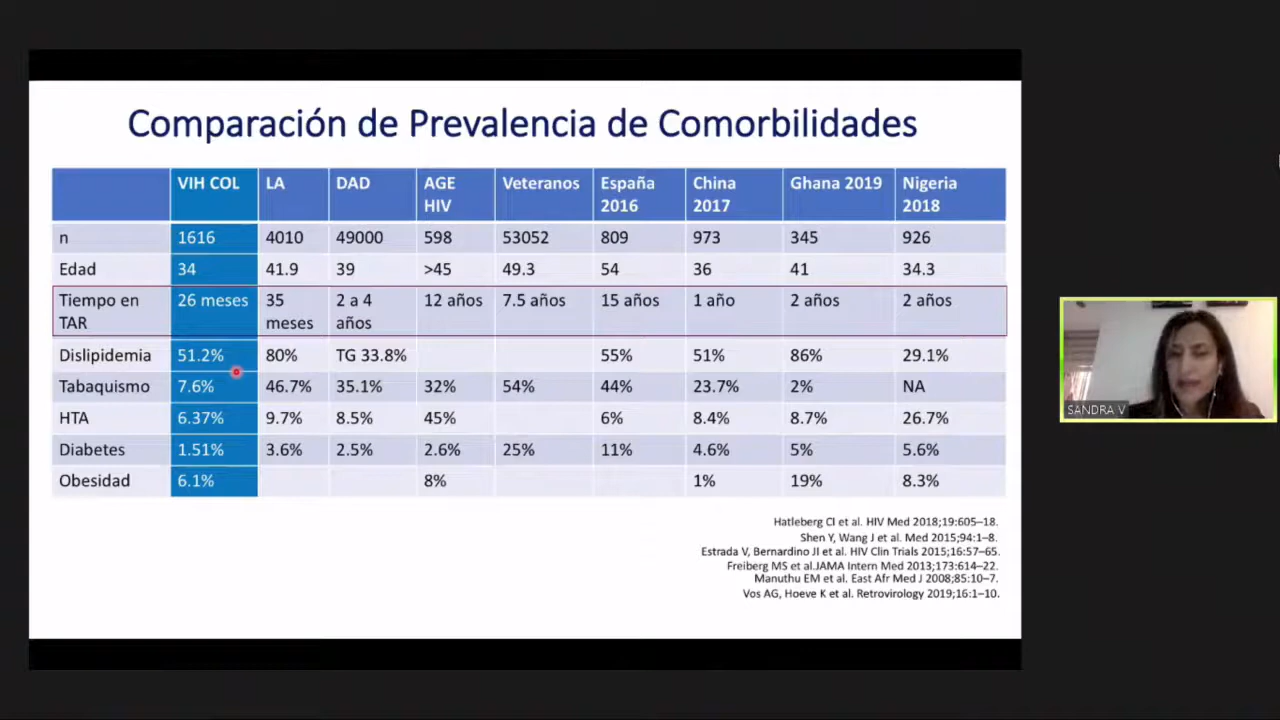 Comparación de Prevalencia de Comorbilidades
VIH COL LA DAD AGE HIV Veteranos España 2016 China 2017 Ghana 2019 Nigeria 2018
n 1616 4010 49000 598 53052 809 973 345 926
Edad 34 41.9 39 >45 49.3 54 36 41 34.3
Tiempo en TAR 26 meses 35 meses 2 a 4 años 12 años 7.5 años 15 años 1 año 2 años 2 años
Dislipidemia 51.2% 80% TG 33.8% 55% 51% 86% 29.1%
Tabaquismo 7.6% 46.7% 35.1% 32% 54% 44% 23.7% 2% NA
HTA 6.37% 9.7% 8.5% 45% 6% 8.4% 8.7% 26.7%
Diabetes 1.51% 3.6% 2.5% 2.6% 25% 11% 4.6% 5% 5.6%
Obesidad 6.1% 8% 1% 19% 8.3%
Hatleberg CI et al. HIV Med 2018;19:605–18.
Shen Y, Wang J et al. Med 2015;94:1–8.
Estrada V, Bernardino JI et al. HIV Clin Trials 2015;16:57–65.
Freiberg MS et al.JAMA Intern Med 2013;173:614–22.
Manuthu EM et al. East Afr Med J 2008;85:10–7.
Vos AG, Hoeve K et al. Retrovirology 2019;16:1–10.
SANDRA V